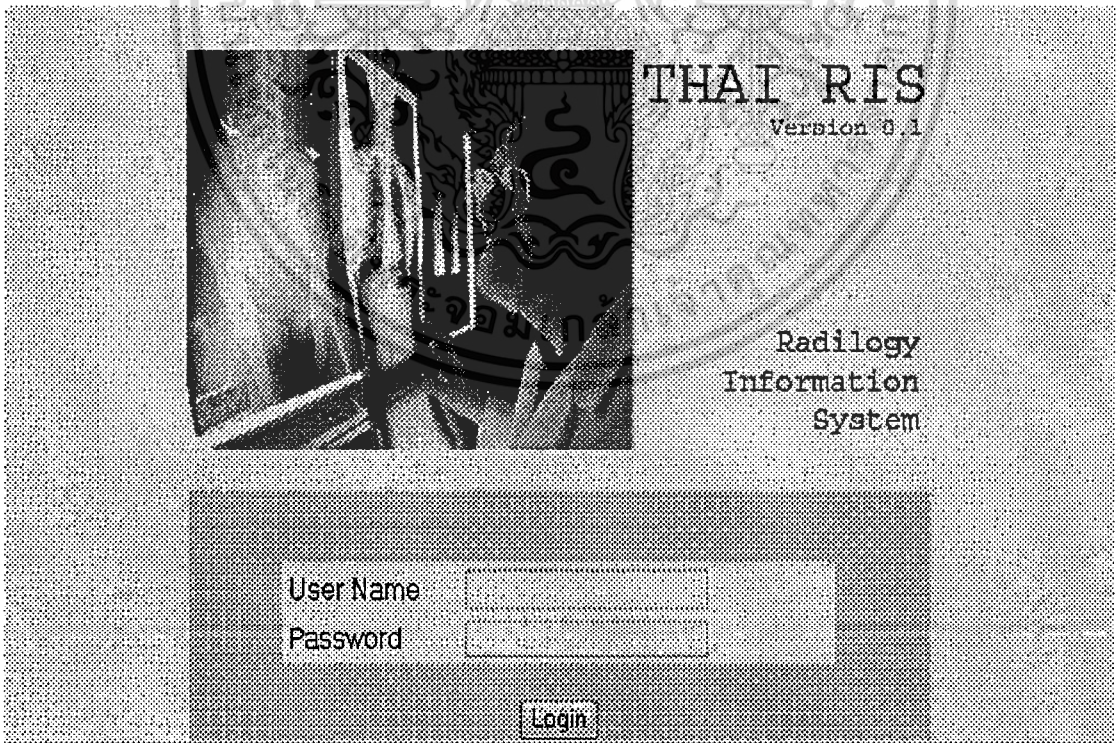 THAI RIS
Version 0.1
Radilogy
Information
System
User Name
Password
Login